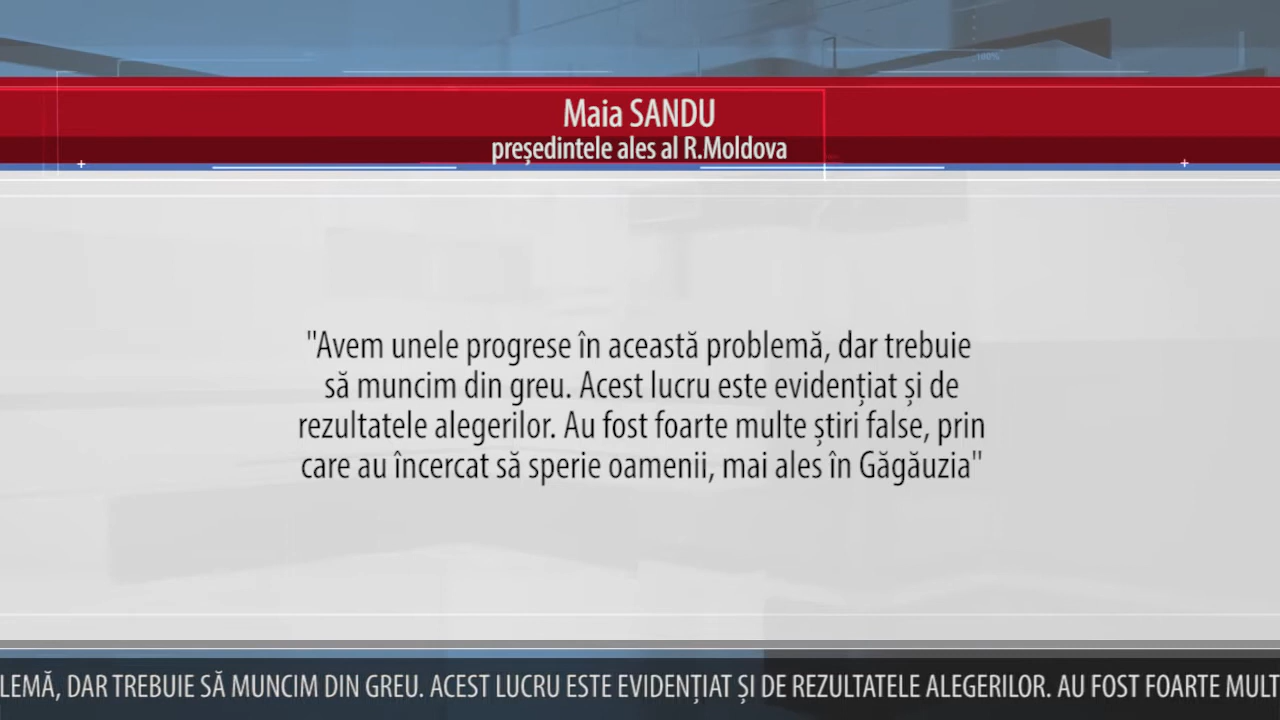 Maia SANDU
președintele ales al R.Moldova
"Avem unele progrese în această problemă, dar trebuie
să muncim din greu. Acest lucru este evidențiat și de
rezultatele alegerilor. Au fost foarte multe știri false, prin
care au încercat să sperie oamenii, mai ales în Găgăuzia"
LEMĂ, DAR TREBUIE SĂ MUNCIM DIN GREU. ACEST LUCRU ESTE EVIDENȚIAT ȘI DE REZULTATELE ALEGERILOR. AU FOST FOARTE MULT